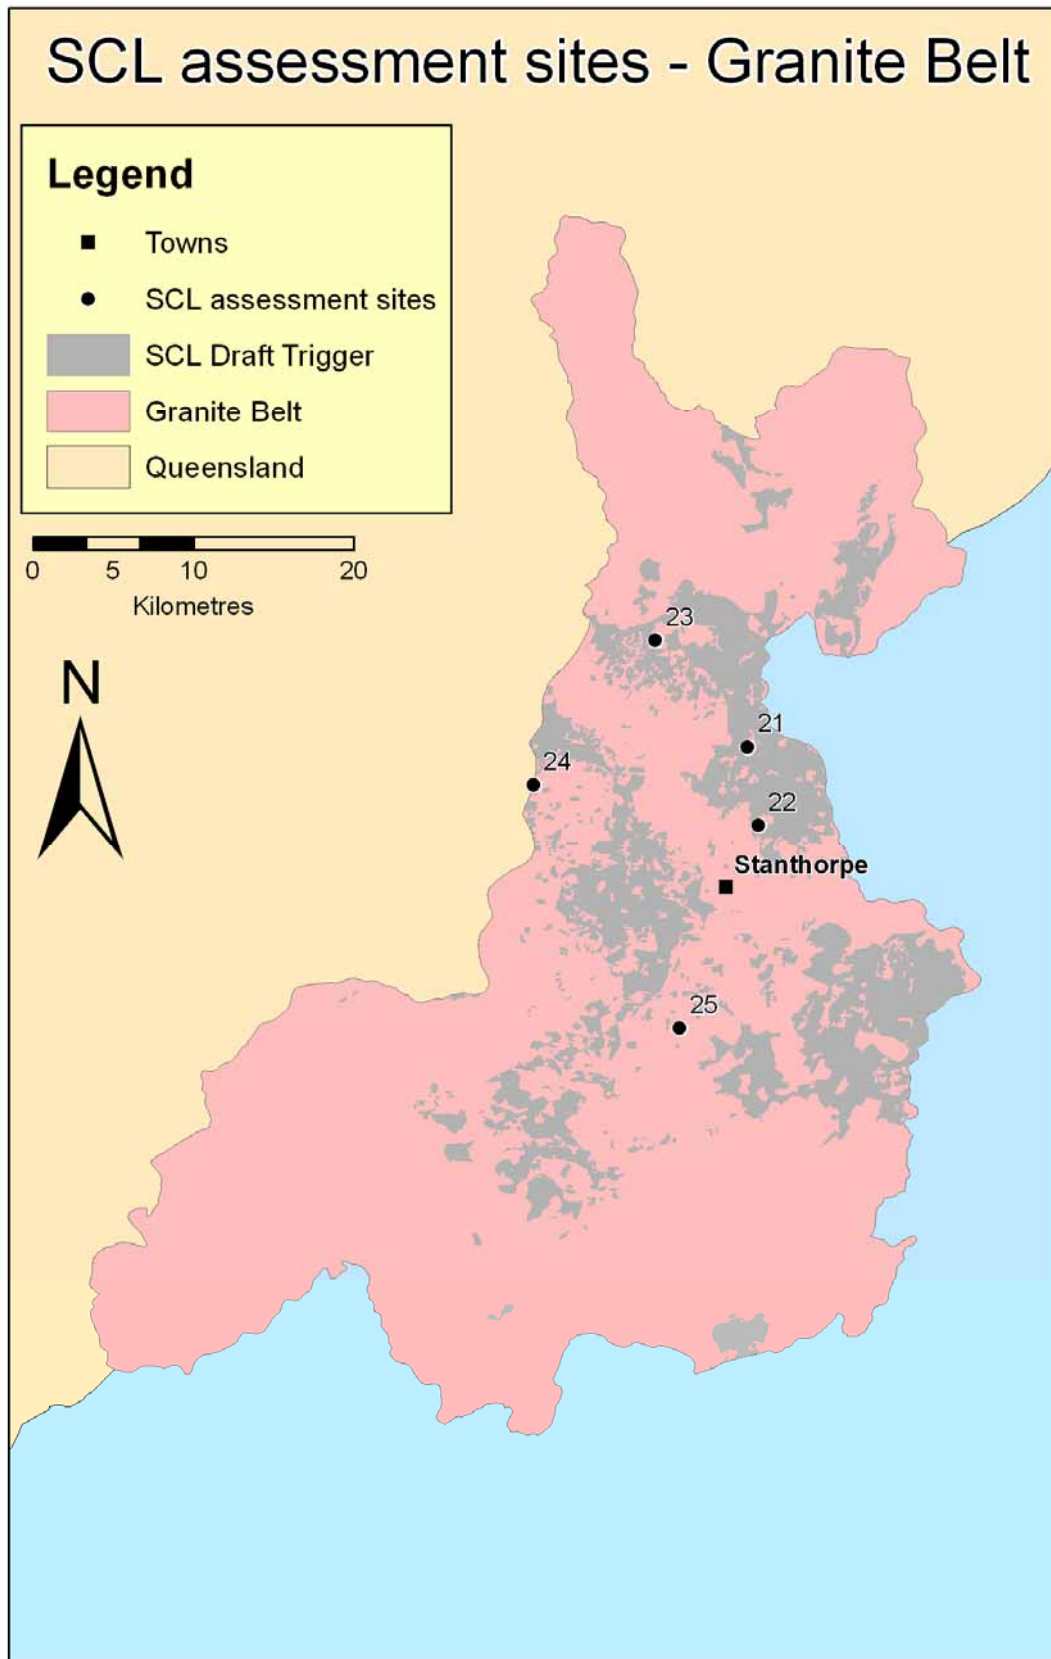 SCL assessment sites - Granite Belt
Legend
Towns
SCL assessment sites
SCL Draft Trigger
Granite Belt
Queensland
0 5 10 20
Kilometres
N
23
21
24
22
Stanthorpe
25